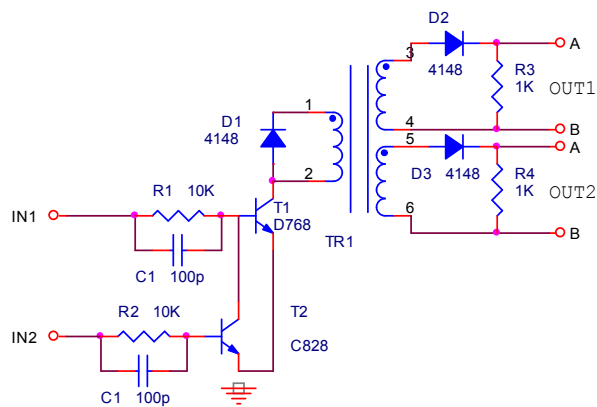 D2
A
3
4148
R3
1K
OUT1
D1
4148
1
4
B
5
A
2
D3
4148
R4
1K
OUT2
R1 10K
T1
D768
6
IN1
TR1
B
C1 100p
R2 10K
T2
IN2
C828
C1 100p